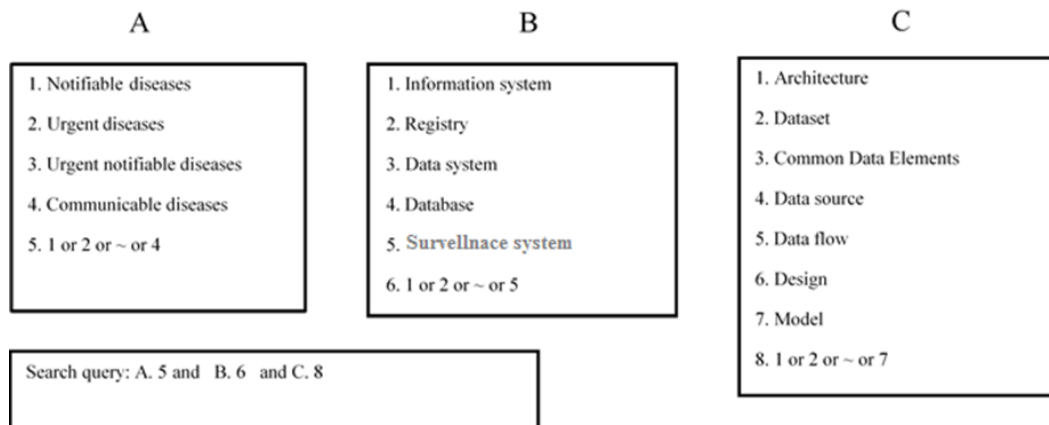 A
1. Notifiable diseases
2. Urgent diseases
3. Urgent notifiable diseases
4. Communicable diseases
5. 1 or 2 or ~ or 4
B
1. Information system
2. Registry
3. Data system
4. Database
5. Survellnace system
6. 1 or 2 or ~ or 5
C
1. Architecture
2. Dataset
3. Common Data Elements
4. Data source
5. Data flow
6. Design
7. Model
8. 1 or 2 or ~ or 7
Search query: A. 5 and B. 6 and C. 8